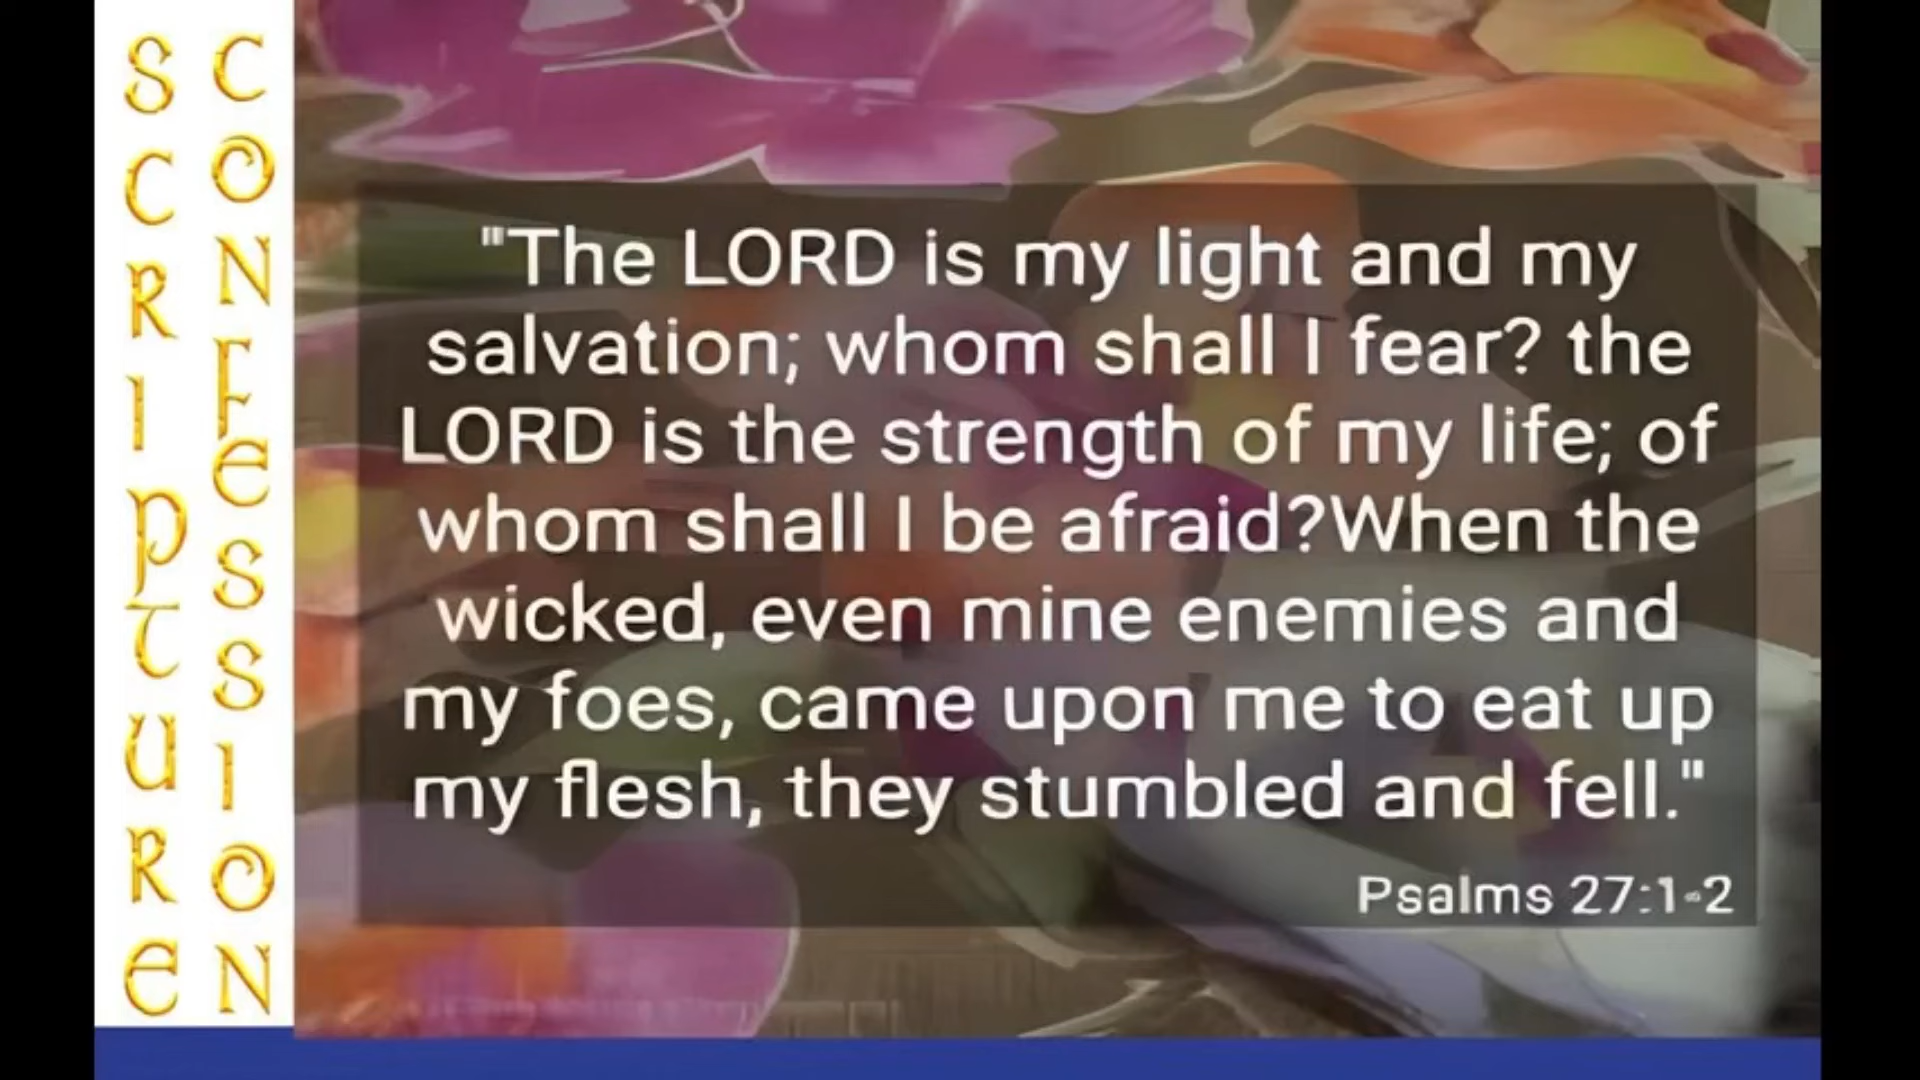 SCRIPTURE
CONFESSION
"The LORD is my light and my
salvation; whom shall I fear? the
LORD is the strength of my life; of
whom shall I be afraid?When the
wicked, even mine enemies and
my foes, came upon me to eat up
my flesh, they stumbled and fell."
Psalms 27:1-2